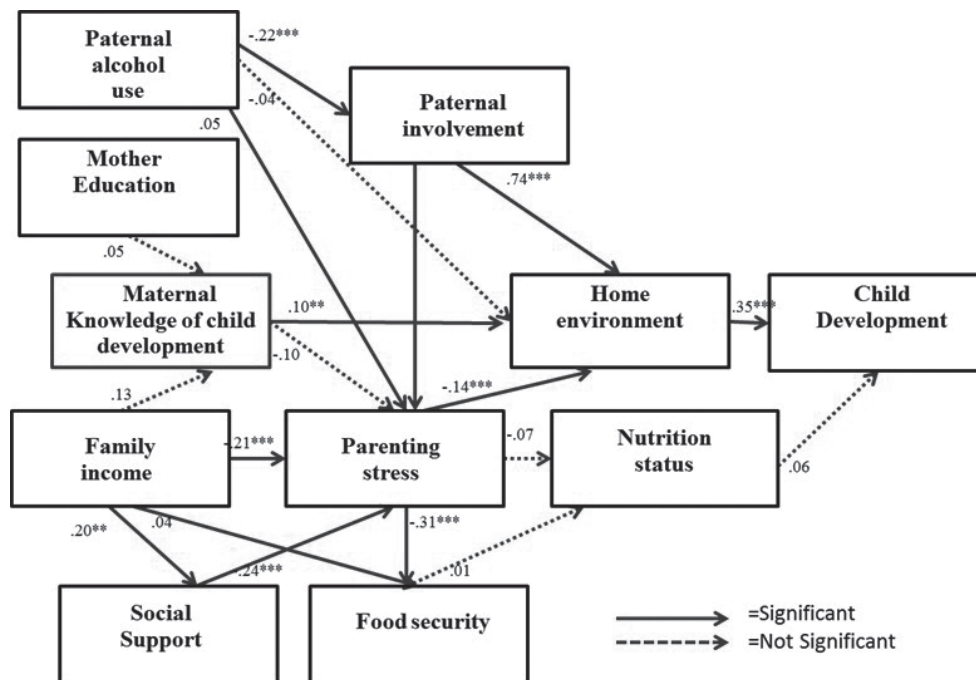 Paternal
alcohol
use
-.22***
-.04
.05
Paternal
involvement
.74***
Mother
Education
.05
Maternal
Knowledge of child
development
.10**
-.10
.13
Home
environment
.35***
Child
Development
-.14***
Family
income
-.21***
Parenting
stress
-.07
Nutrition
status
.06
.20**
.04
-.31***
-.24***
.01
Social
Support
Food security
=Significant
=Not Significant